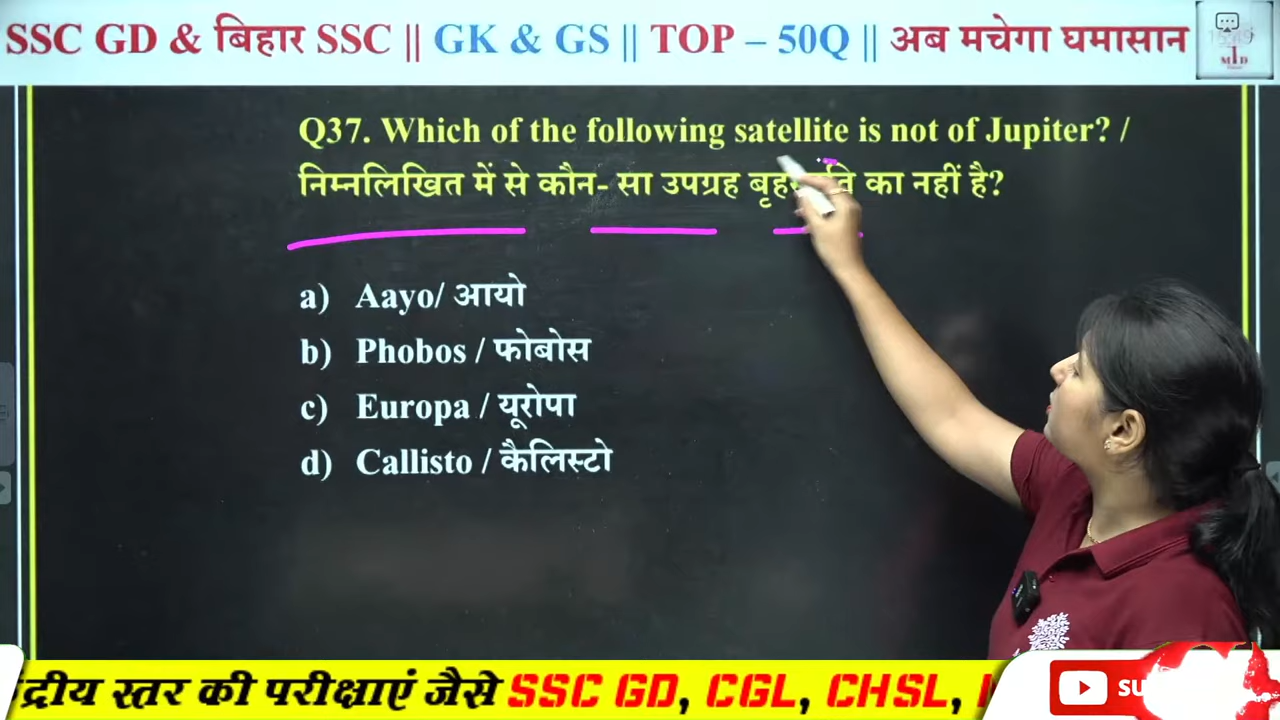 SSC GD & बिहार SSC || GK & GS || TOP – 50Q || अब मचेगा घमासान
Q37. Which of the following satellite is not of Jupiter? /
निम्नलिखित में से कौन- सा उपग्रह का नहीं है?
a) Aayo/ आयो
b) Phobos / फोबोस
c) Europa / यूरोपा
d) Callisto / कैलिस्टो
द्रीय स्तर की परीक्षाएं जैसे SSC GD, CGL, CHSL,